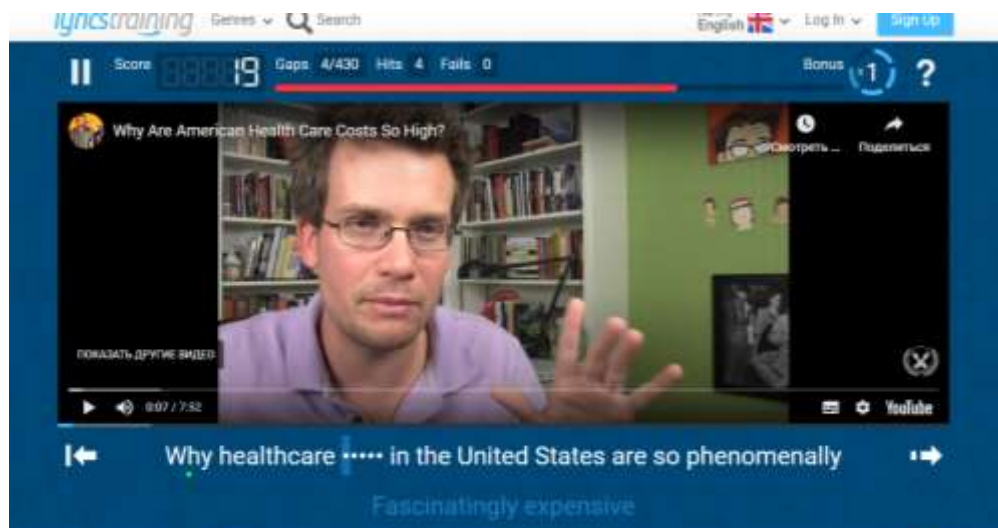 lyricstraining Genres Search English Log In Sign Up
Score 19 Gaps 4/430 Hits 4 Fails 0 Bonus x1 ?
Why Are American Health Care Costs So High?
Смотреть ... Поделиться
ПОКАЗАТЬ ДРУГИЕ ВИДЕО
0:07 / 7:52 YouTube
Why healthcare ····· in the United States are so phenomenally
Fascinatingly expensive